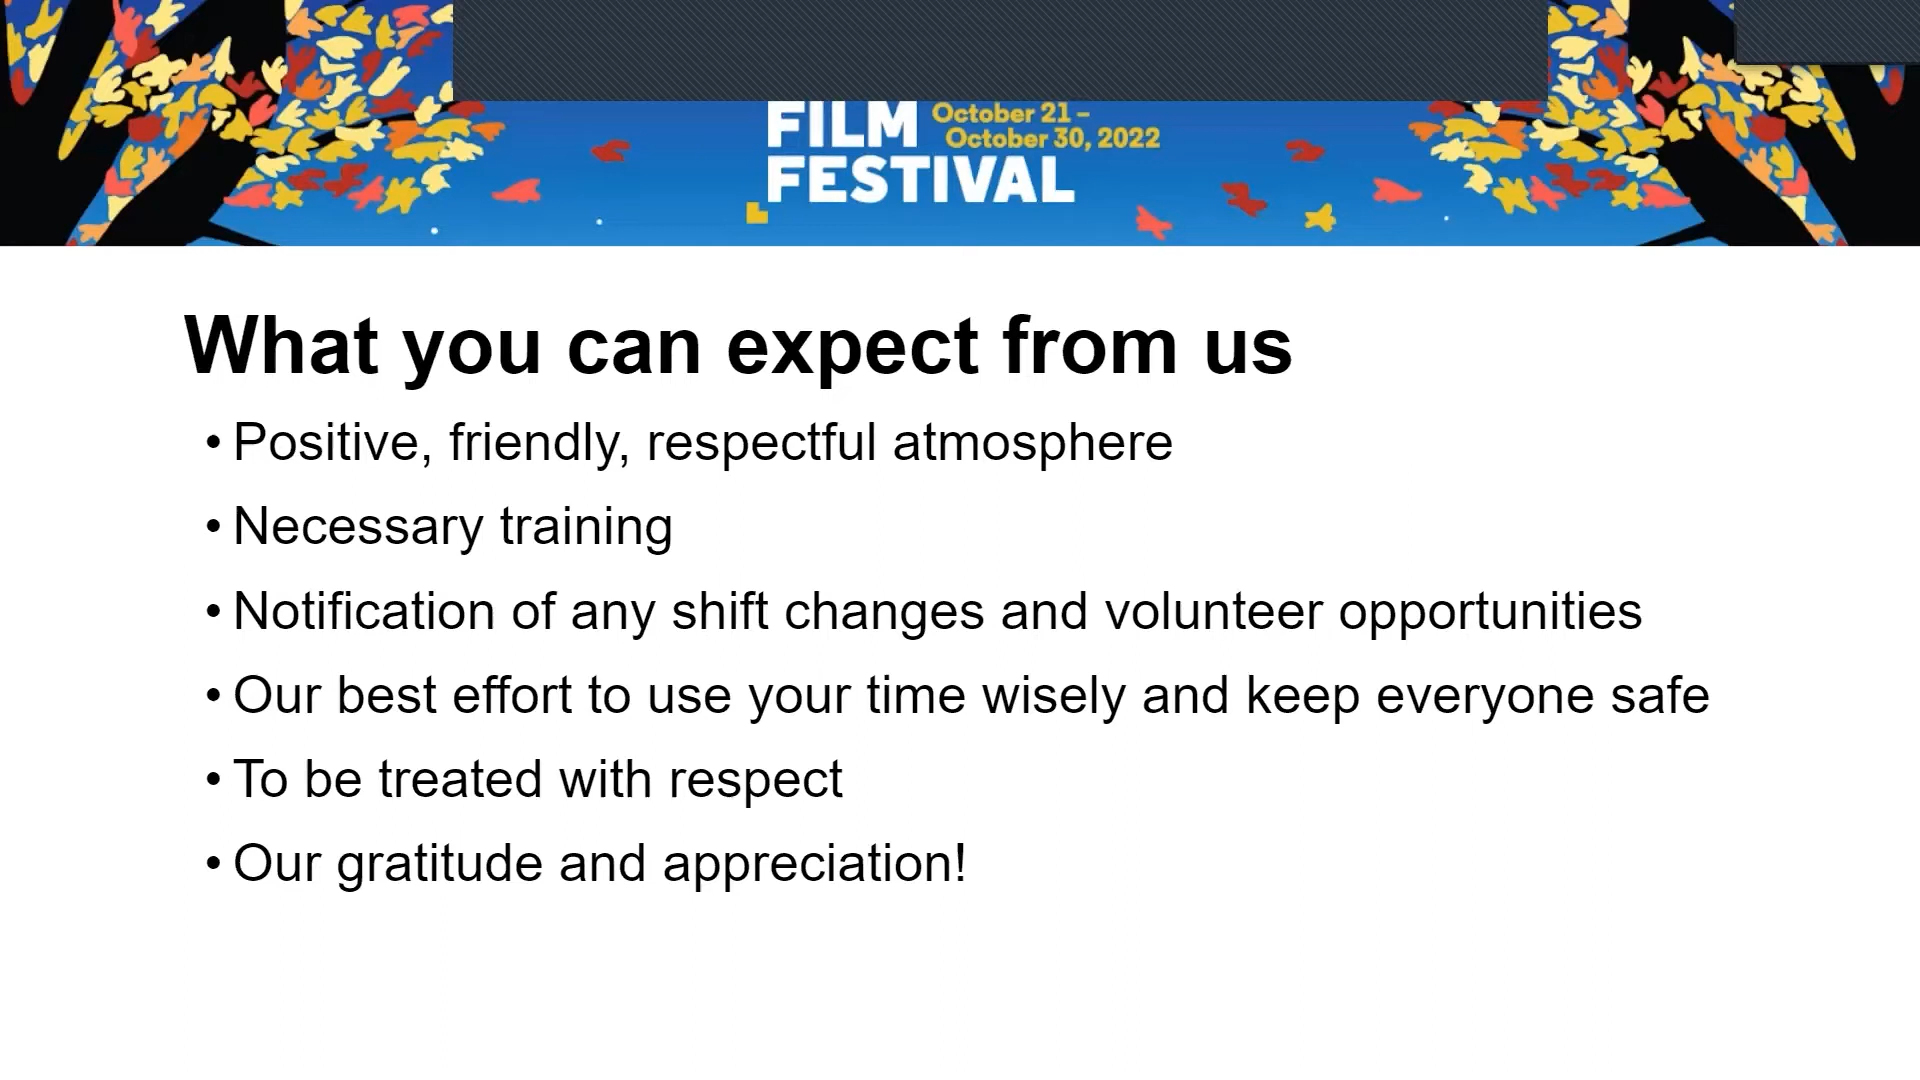 FILM October 21 –
October 30, 2022
FESTIVAL
What you can expect from us
• Positive, friendly, respectful atmosphere
• Necessary training
• Notification of any shift changes and volunteer opportunities
• Our best effort to use your time wisely and keep everyone safe
• To be treated with respect
• Our gratitude and appreciation!